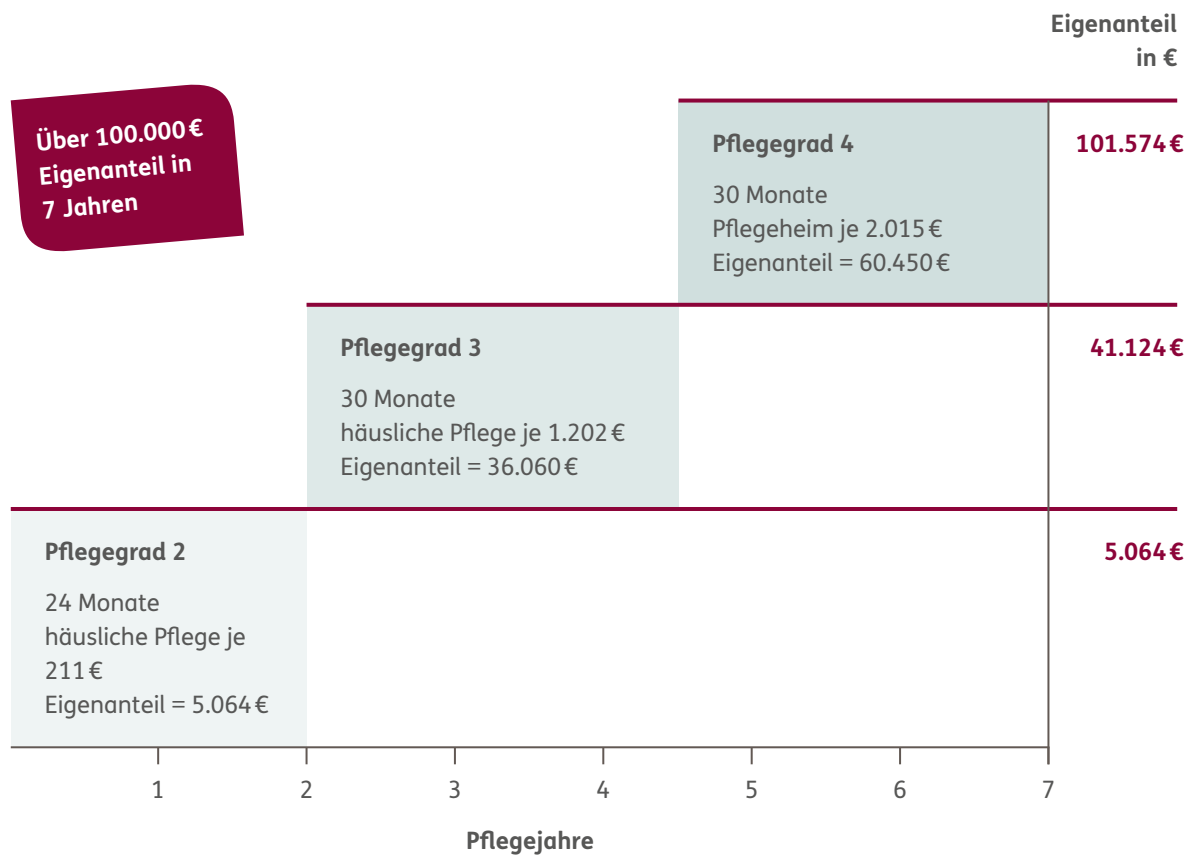 Eigenanteil
in €
Über 100.000 €
Eigenanteil in
7 Jahren
Pflegegrad 4
30 Monate
Pflegeheim je 2.015 €
Eigenanteil = 60.450 €
101.574 €
Pflegegrad 3
30 Monate
häusliche Pflege je 1.202 €
Eigenanteil = 36.060 €
41.124 €
Pflegegrad 2
24 Monate
häusliche Pflege je
211 €
Eigenanteil = 5.064 €
5.064 €
1 2 3 4 5 6 7
Pflegejahre